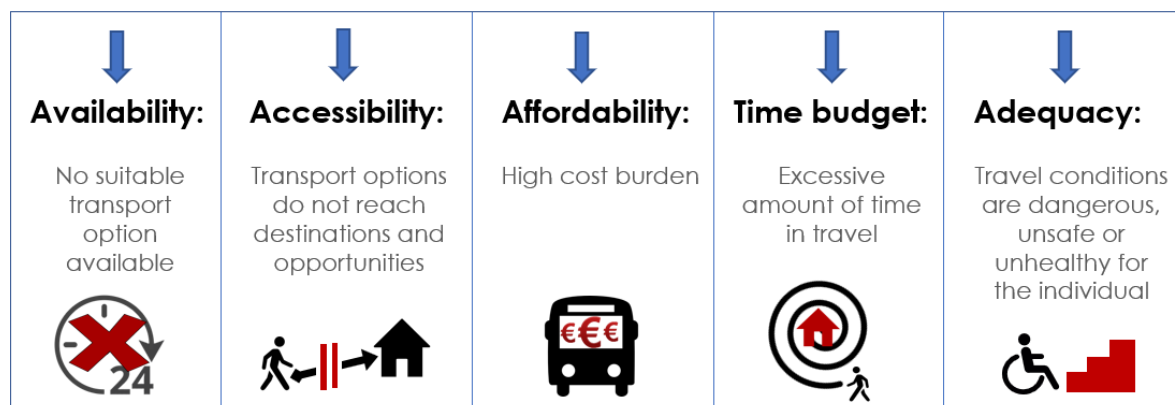 Availability:
No suitable
transport
option
available
24
Accessibility:
Transport options
do not reach
destinations and
opportunities
Affordability:
High cost burden
€€€
Time budget:
Excessive
amount of time
in travel
Adequacy:
Travel conditions
are dangerous,
unsafe or
unhealthy for
the individual